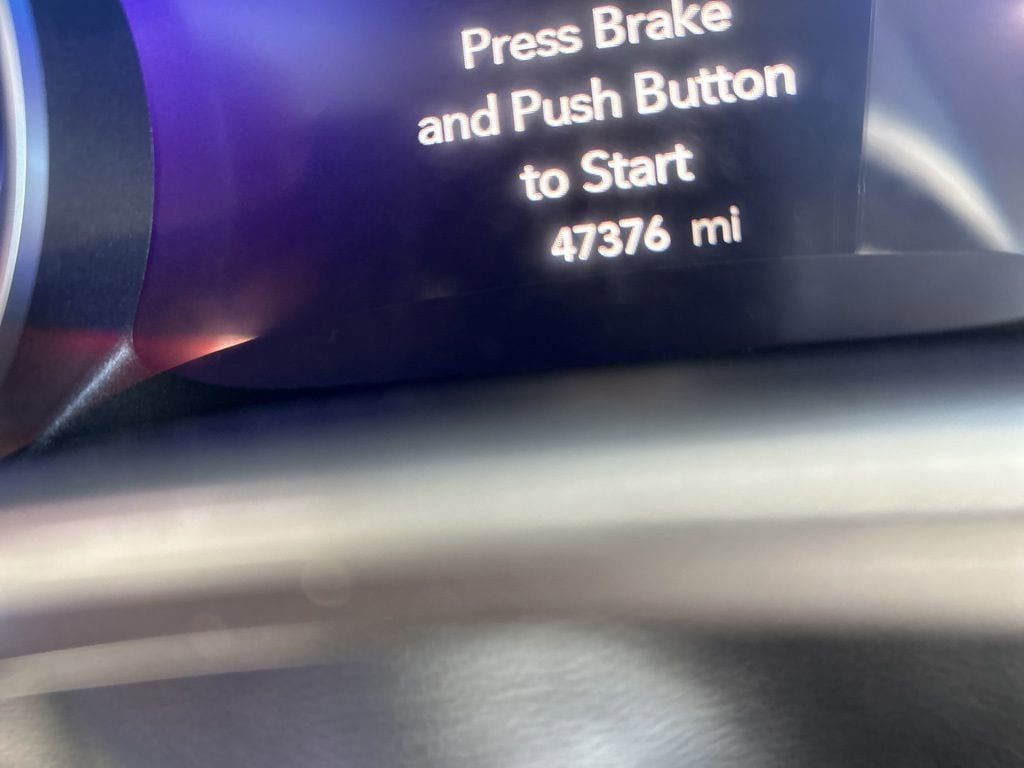 Press Brake
and Push Button
to Start
47376 mi